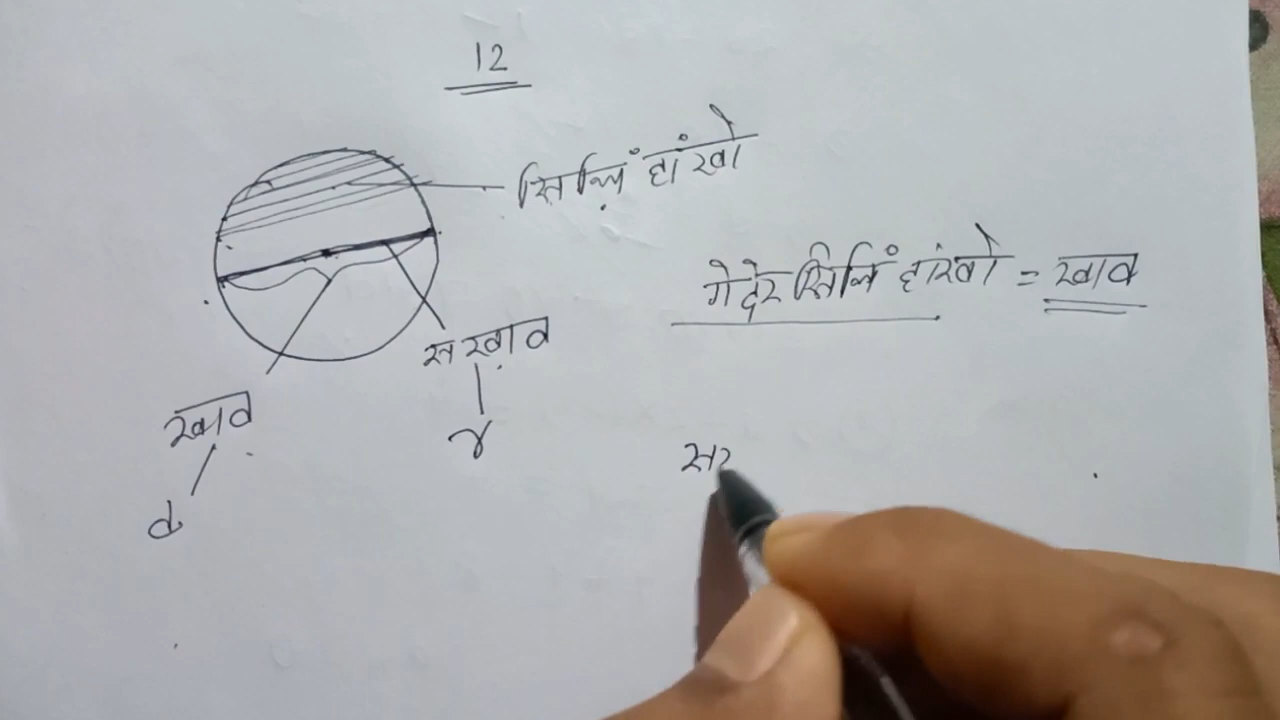 12
सिलिं हांखो
गेदेर सिलिं हांखो = खाव
सखाव
खाव
r
d